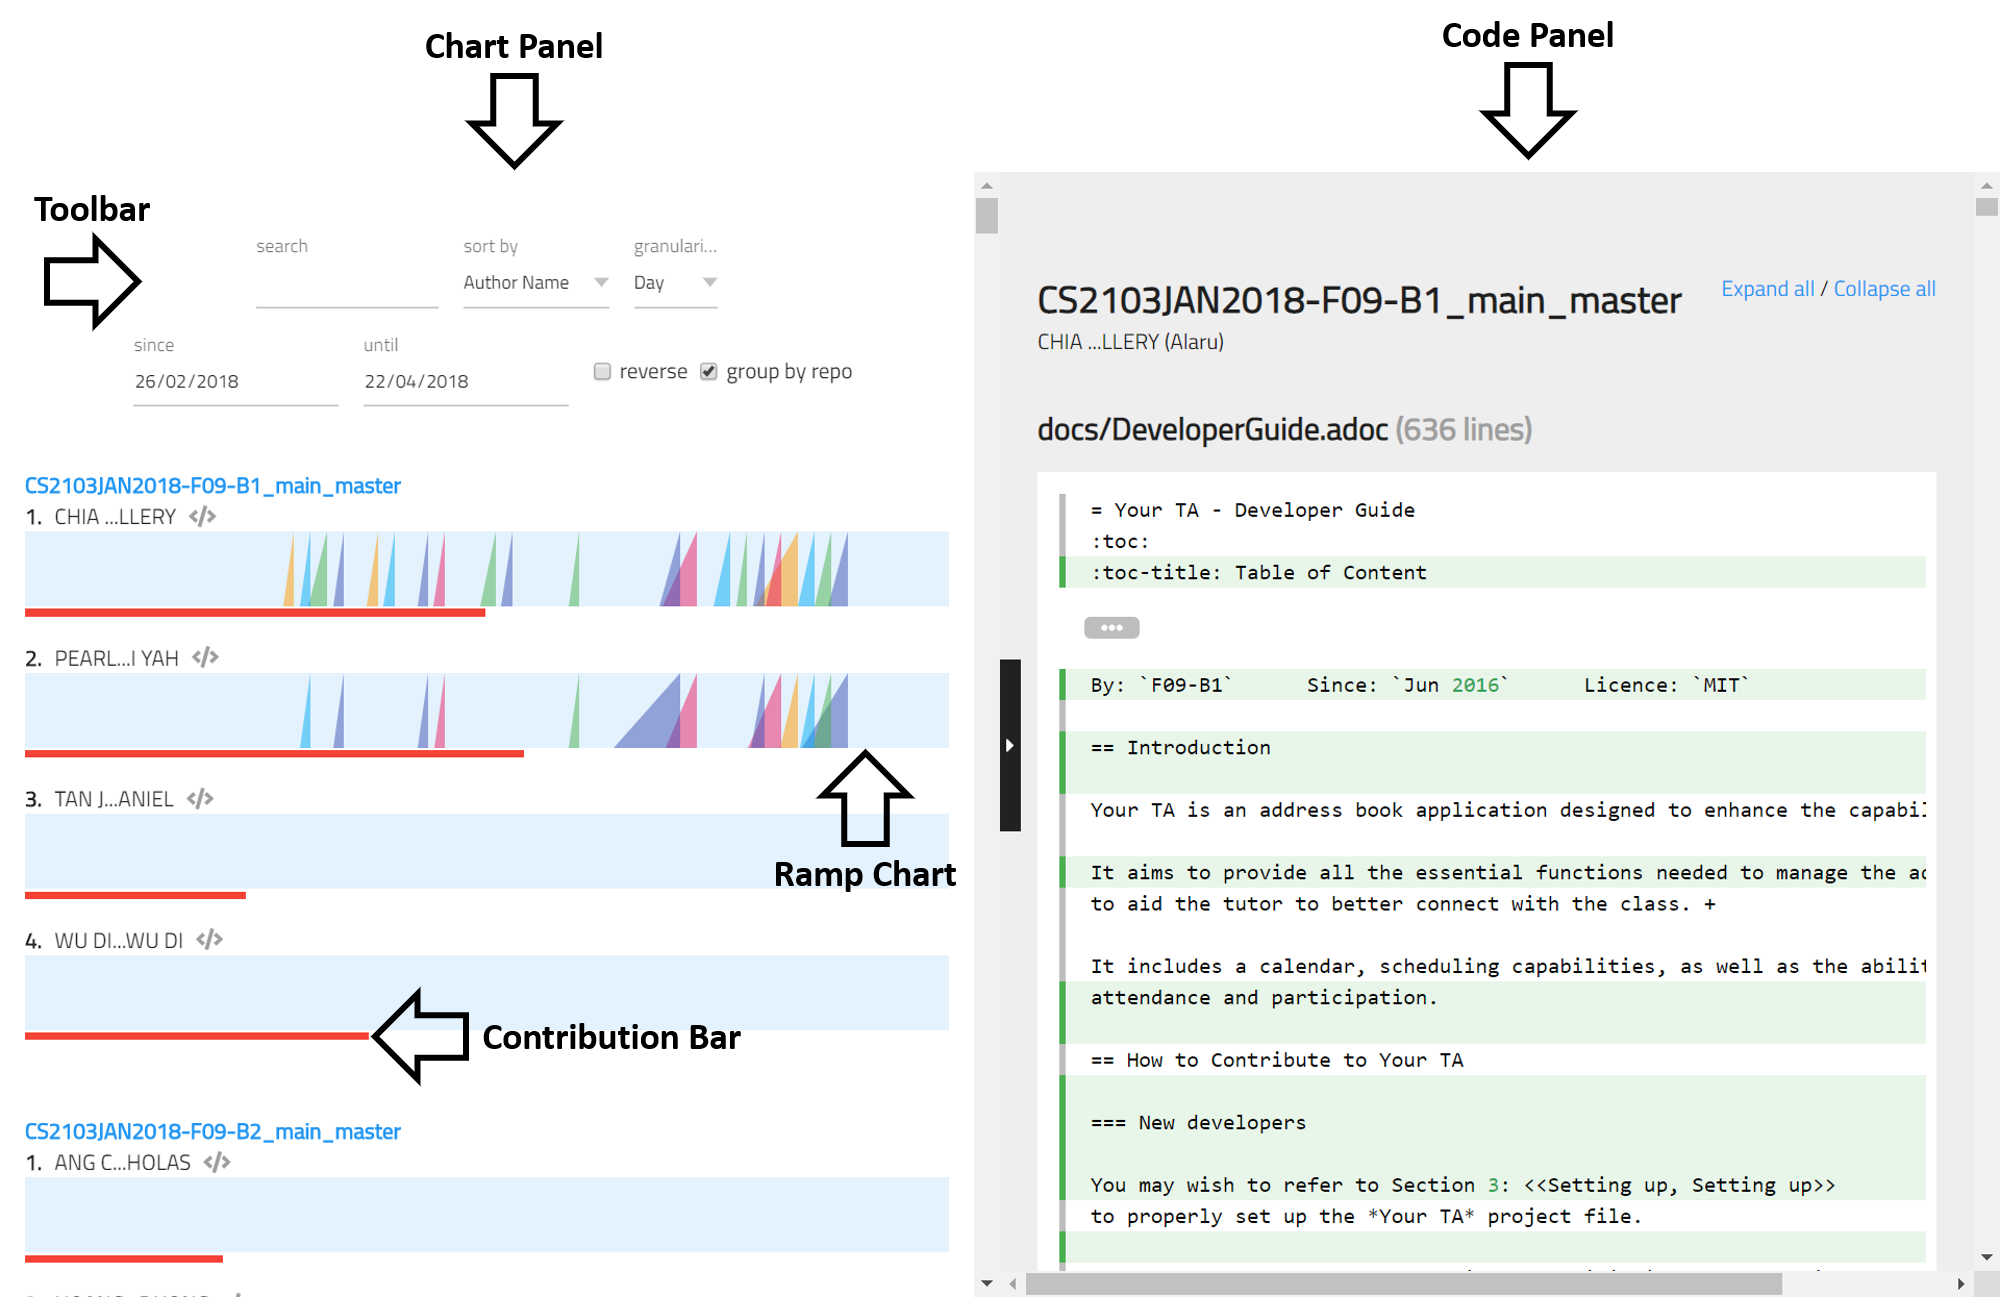 Chart Panel
Code Panel
Toolbar
search
sort by
granulari...
Author Name
Day
since
until
26/02/2018
22/04/2018
reverse
group by repo
CS2103JAN2018-F09-B1_main_master
1. CHIA ...LLERY </>
2. PEARL...I YAH </>
3. TAN J...ANIEL </>
Ramp Chart
4. WU DI...WU DI </>
Contribution Bar
CS2103JAN2018-F09-B2_main_master
1. ANG C...HOLAS </>
CS2103JAN2018-F09-B1_main_master
Expand all / Collapse all
CHIA ...LLERY (Alaru)
docs/DeveloperGuide.adoc (636 lines)
= Your TA - Developer Guide
:toc:
:toc-title: Table of Content
By: `F09-B1` Since: `Jun 2016` Licence: `MIT`
== Introduction
Your TA is an address book application designed to enhance the capabil
It aims to provide all the essential functions needed to manage the ac
to aid the tutor to better connect with the class. +
It includes a calendar, scheduling capabilities, as well as the abilit
attendance and participation.
== How to Contribute to Your TA
=== New developers
You may wish to refer to Section 3: <<Setting up, Setting up>>
to properly set up the *Your TA* project file.